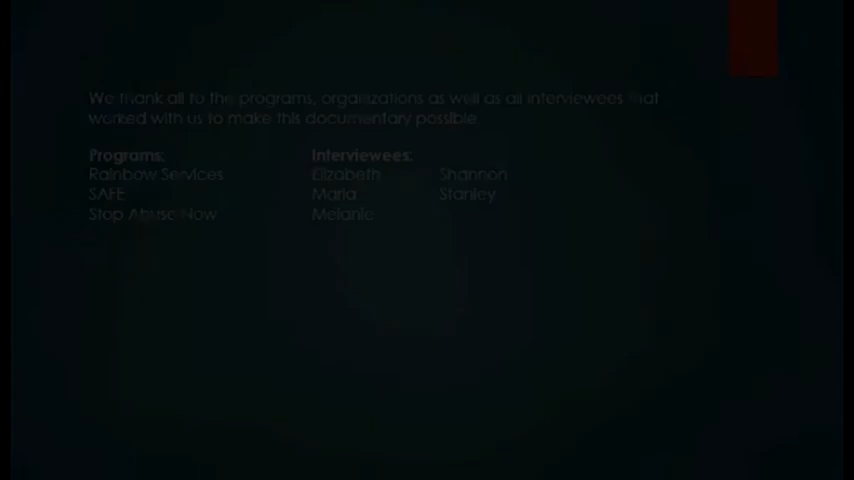 We thank all to the programs, organizations as well as all interviewees that
worked with us to make this documentary possible
Programs:
Rainbow Services
SAFE
Stop Abuse Now
Interviewees:
Elizabeth
Maria
Melanie
Shannon
Stanley